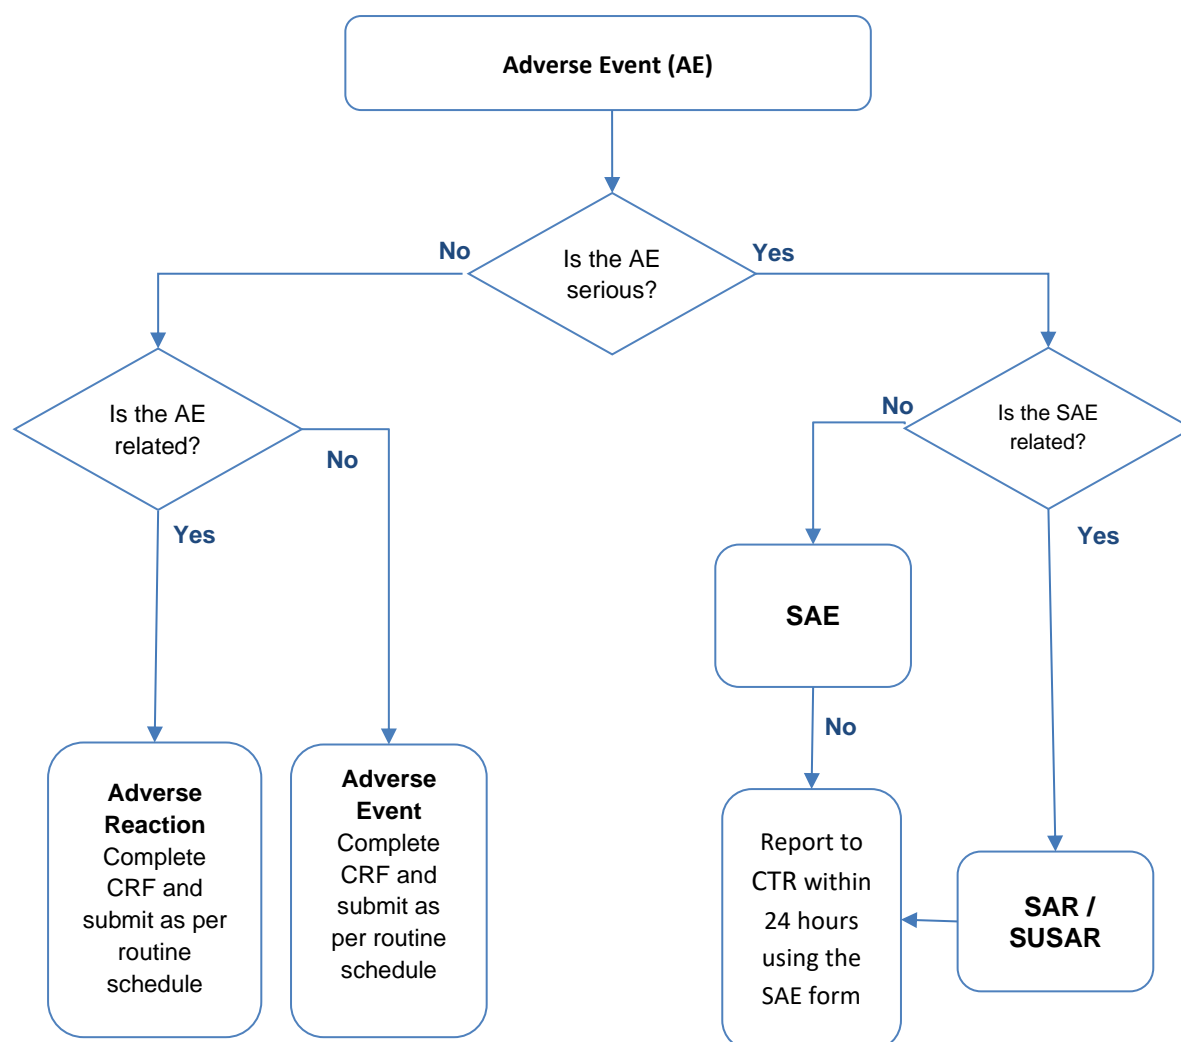 Adverse Event (AE)
No
Yes
Is the AE
serious?
Is the AE
related?
No
Yes
No
Is the SAE
related?
Yes
SAE
No
Adverse
Reaction
Complete
CRF and
submit as per
routine
schedule
Adverse
Event
Complete
CRF and
submit as
per routine
schedule
Report to
CTR within
24 hours
using the
SAE form
SAR /
SUSAR